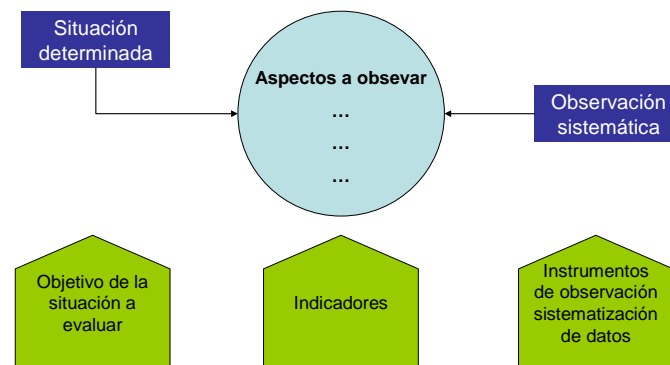 Situación
determinada
Aspectos a obsevar
...
...
...
Observación
sistemática
Objetivo de la
situación a
evaluar
Indicadores
Instrumentos
de observación
sistematización
de datos